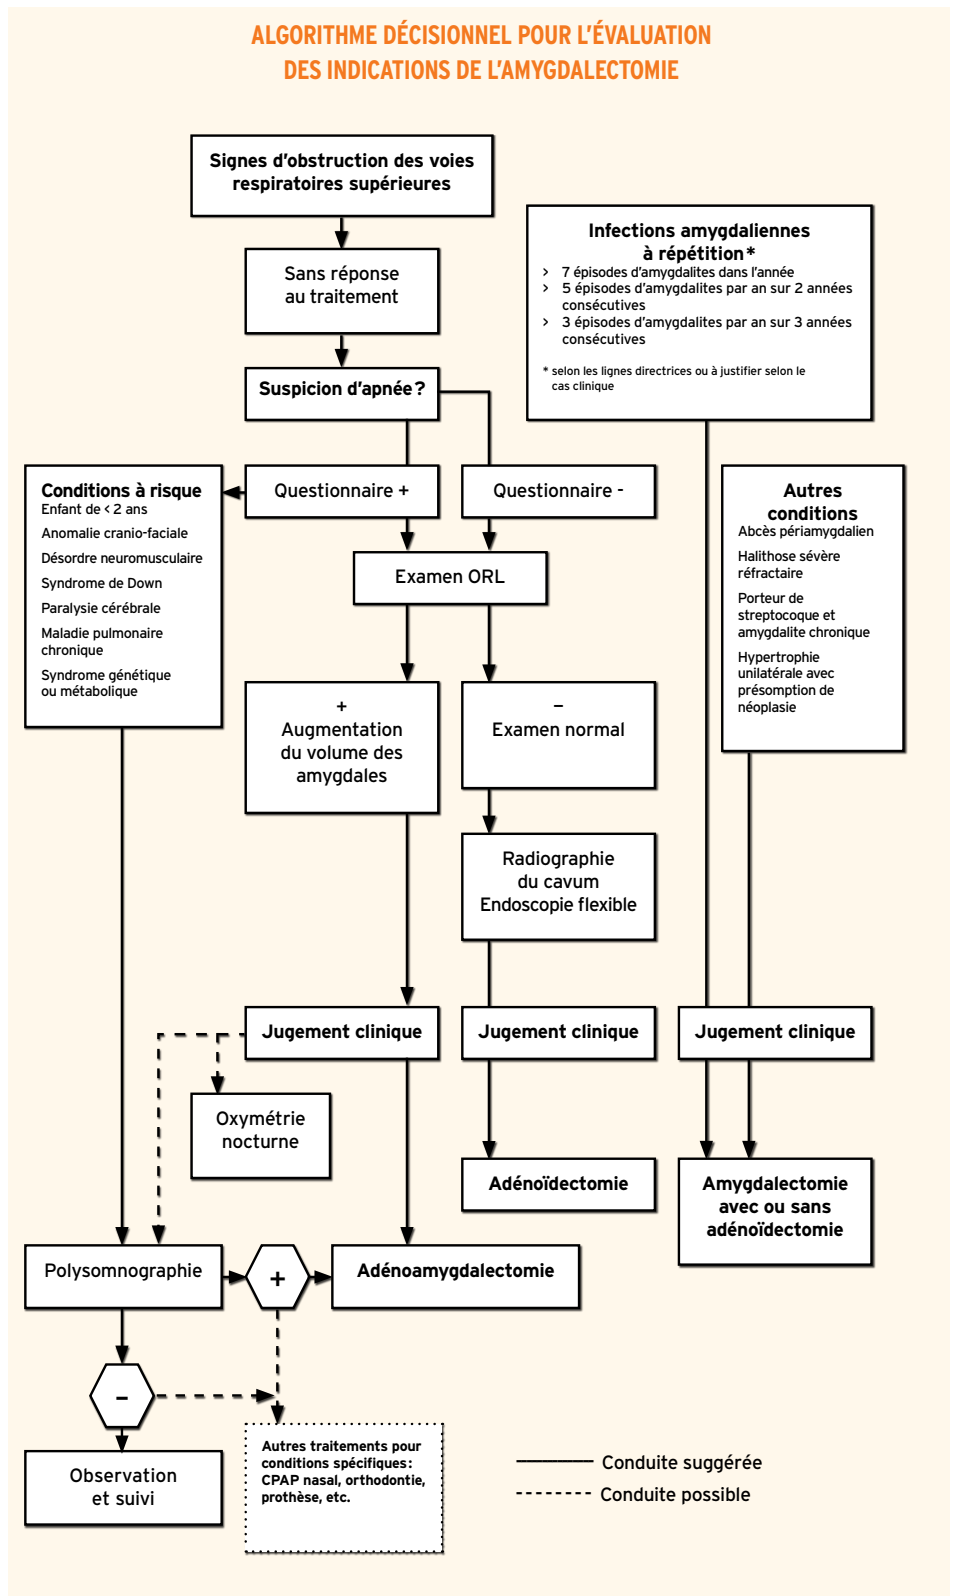 ALGORITHME DÉCISIONNEL POUR L'ÉVALUATION
DES INDICATIONS DE L'AMYGDALECTOMIE
Signes d'obstruction des voies
respiratoires supérieures
Sans réponse
au traitement
Suspicion d'apnée ?
Infections amygdaliennes
à répétition *
> 7 épisodes d'amygdalites dans l'année
> 5 épisodes d'amygdalites par an sur 2 années
consécutives
> 3 épisodes d'amygdalites par an sur 3 années
consécutives
* selon les lignes directrices ou à justifier selon le
cas clinique
Conditions à risque
Enfant de < 2 ans
Anomalie cranio-faciale
Désordre neuromusculaire
Syndrome de Down
Paralysie cérébrale
Maladie pulmonaire
chronique
Syndrome génétique
ou métabolique
Questionnaire +
Questionnaire -
Autres
conditions
Abcès périamygdalien
Halithose sévère
réfractaire
Porteur de
streptocoque et
amygdalite chronique
Hypertrophie
unilatérale avec
présomption de
néoplasie
Examen ORL
+
Augmentation
du volume des
amygdales
–
Examen normal
Radiographie
du cavum
Endoscopie flexible
Jugement clinique
Jugement clinique
Jugement clinique
Oxymétrie
nocturne
Adénoïdectomie
Amygdalectomie
avec ou sans
adénoïdectomie
Polysomnographie
+
Adénoamygdalectomie
-
Observation
et suivi
Autres traitements pour
conditions spécifiques :
CPAP nasal, orthodontie,
prothèse, etc.
Conduite suggérée
Conduite possible